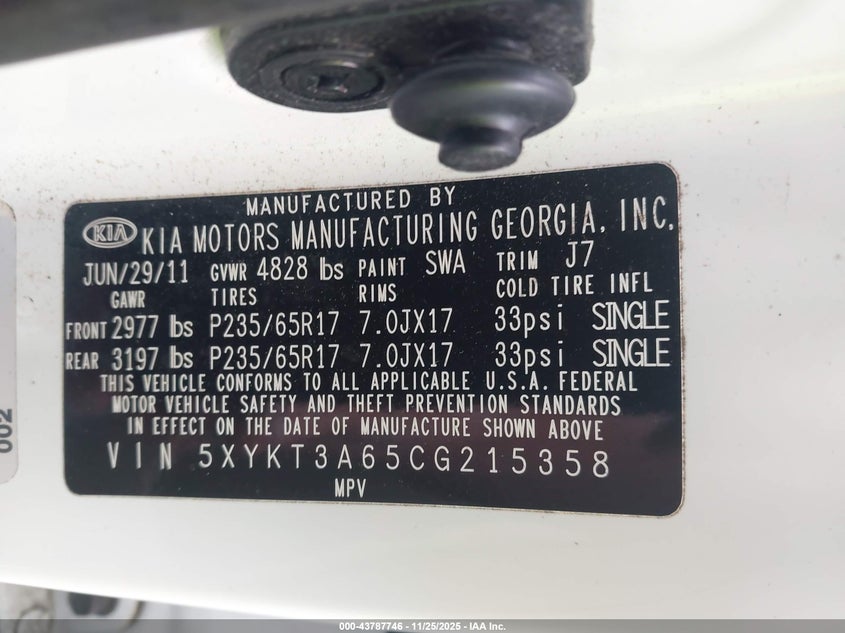 MANUFACTURED BY
KIA KIA MOTORS MANUFACTURING GEORGIA, INC.
JUN/29/11 GVWR 4828 lbs PAINT SWA TRIM J7
GAWR TIRES RIMS COLD TIRE INFL
FRONT 2977 lbs P235/65R17 7.0JX17 33psi SINGLE
REAR 3197 lbs P235/65R17 7.0JX17 33psi SINGLE
THIS VEHICLE CONFORMS TO ALL APPLICABLE U.S.A. FEDERAL
MOTOR VEHICLE SAFETY AND THEFT PREVENTION STANDARDS
IN EFFECT ON THE DATE OF MANUFACTURE SHOWN ABOVE
VIN 5XYKT3A65CG215358
MPV
002
000-43787746 - 11/25/2025 - IAA Inc.